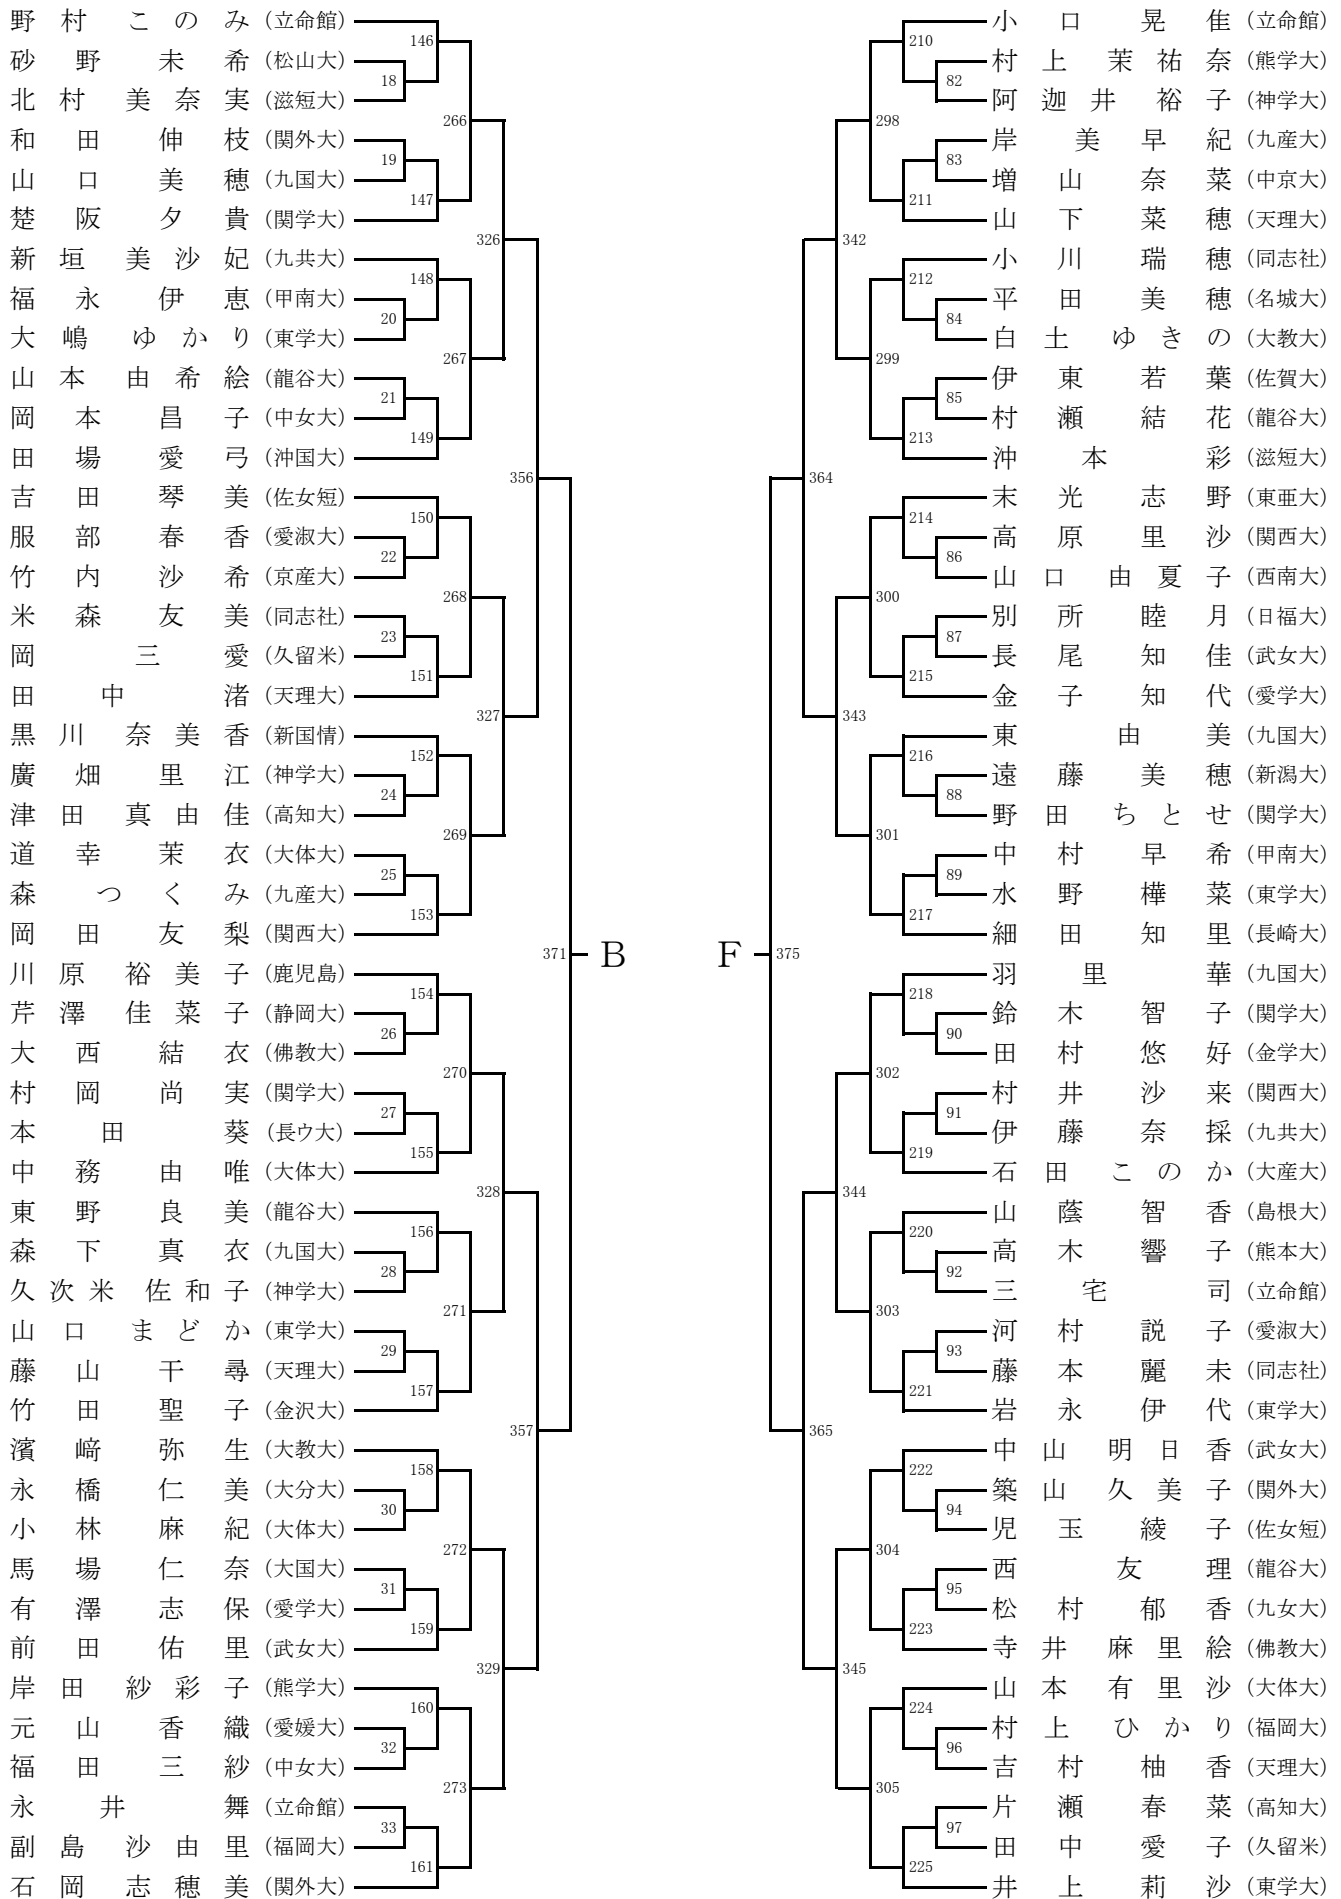 野村 このみ (立命館)
146
砂野 未希 (松山大)
18
北村 美奈実 (滋短大)
266
和田 伸枝 (関外大)
19
山口 美穂 (九国大)
147
楚阪 夕貴 (関学大)
326
新垣 美沙妃 (九共大)
148
福永 伊恵 (甲南大)
20
大嶋 ゆかり (東学大)
267
山本 由希絵 (龍谷大)
21
岡本 昌子 (中女大)
149
田場 愛弓 (沖国大)
356
吉田 琴美 (佐女短)
150
服部 春香 (愛淑大)
22
竹内 沙希 (京産大)
268
米森 友美 (同志社)
23
岡 三愛 (久留米)
151
田中 渚 (天理大)
327
黒川 奈美香 (新国情)
152
廣畑 里江 (神学大)
24
津田 真由佳 (高知大)
269
道幸 茉衣 (大体大)
25
森 つくみ (九産大)
153
岡田 友梨 (関西大)
371
B
川原 裕美子 (鹿児島)
154
芹澤 佳菜子 (静岡大)
26
大西 結衣 (佛教大)
270
村岡 尚実 (関学大)
27
本田 葵 (長ウ大)
155
中務 由唯 (大体大)
328
東野 良美 (龍谷大)
156
森下 真衣 (九国大)
28
久次米 佐和子 (神学大)
271
山口 まどか (東学大)
29
藤山 千尋 (天理大)
157
竹田 聖子 (金沢大)
357
濱﨑 弥生 (大教大)
158
永橋 仁美 (大分大)
30
小林 麻紀 (大体大)
272
馬場 仁奈 (大国大)
31
有澤 志保 (愛学大)
159
前田 佑里 (武女大)
329
岸田 紗彩子 (熊学大)
160
元山 香織 (愛媛大)
32
福田 三紗 (中女大)
273
永井 舞 (立命館)
33
副島 沙由里 (福岡大)
161
石岡 志穂美 (関外大)
小口 晃佳 (立命館)
210
村上 茉祐奈 (熊学大)
82
阿迦井 裕子 (神学大)
298
岸 美早紀 (九産大)
83
増山 奈菜 (中京大)
211
山下 菜穂 (天理大)
342
小川 瑞穂 (同志社)
212
平田 美穂 (名城大)
84
白土 ゆきの (大教大)
299
伊東 若葉 (佐賀大)
85
村瀬 結花 (龍谷大)
213
沖本 彩 (滋短大)
364
末光 志野 (東亜大)
214
高原 里沙 (関西大)
86
山口 由夏子 (西南大)
300
別所 睦月 (日福大)
87
長尾 知佳 (武女大)
215
金子 知代 (愛学大)
343
東 由美 (九国大)
216
遠藤 美穂 (新潟大)
88
野田 ちとせ (関学大)
301
中村 早希 (甲南大)
89
水野 樺菜 (東学大)
217
細田 知里 (長崎大)
F
375
羽里 華 (九国大)
218
鈴木 智子 (関学大)
90
田村 悠好 (金学大)
302
村井 沙来 (関西大)
91
伊藤 奈採 (九共大)
219
石田 このか (大産大)
344
山蔭 智香 (島根大)
220
高木 響子 (熊本大)
92
三宅 司 (立命館)
303
河村 説子 (愛淑大)
93
藤本 麗未 (同志社)
221
岩永 伊代 (東学大)
365
中山 明日香 (武女大)
222
築山 久美子 (関外大)
94
児玉 綾子 (佐女短)
304
西 友理 (龍谷大)
95
松村 郁香 (九女大)
223
寺井 麻里絵 (佛教大)
345
山本 有里沙 (大体大)
224
村上 ひかり (福岡大)
96
吉村 柚香 (天理大)
305
片瀬 春菜 (高知大)
97
田中 愛子 (久留米)
225
井上 莉沙 (東学大)